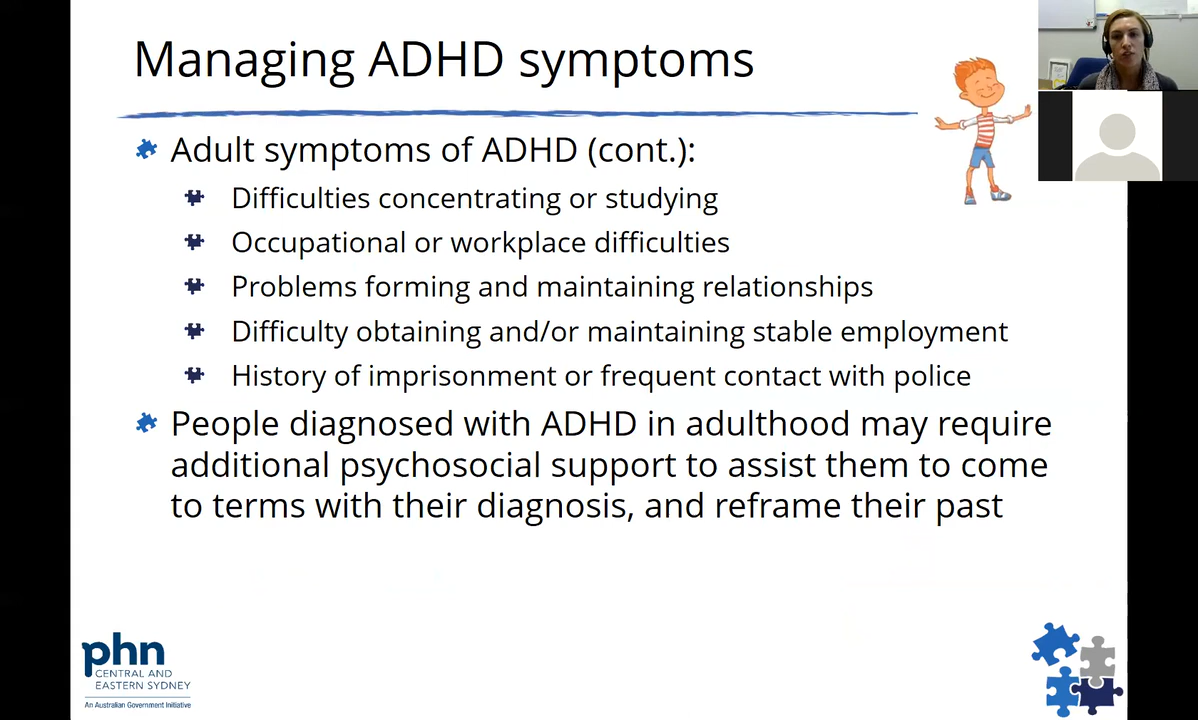 Managing ADHD symptoms
Adult symptoms of ADHD (cont.):
Difficulties concentrating or studying
Occupational or workplace difficulties
Problems forming and maintaining relationships
Difficulty obtaining and/or maintaining stable employment
History of imprisonment or frequent contact with police
People diagnosed with ADHD in adulthood may require
additional psychosocial support to assist them to come
to terms with their diagnosis, and reframe their past
phn
CENTRAL AND
EASTERN SYDNEY
An Australian Government Initiative